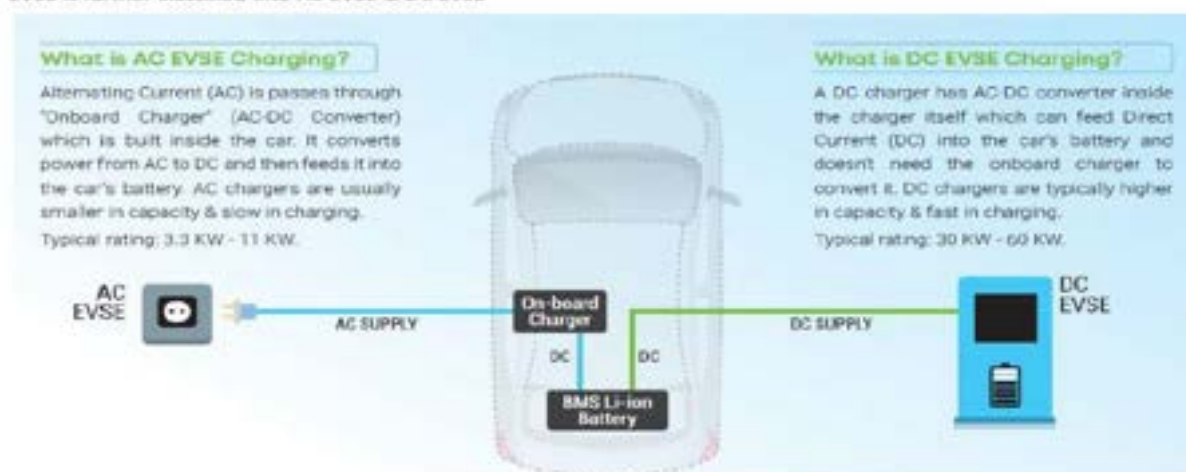 What is AC EVSE Charging?
Alternating Current (AC) is passes through
"Onboard Charger" (AC-DC Converter)
which is built inside the car. It converts
power from AC to DC and then feeds it into
the car's battery. AC chargers are usually
smaller in capacity & slow in charging.
Typical rating: 3.3 KW - 11 KW.
What is DC EVSE Charging?
A DC charger has AC-DC converter inside
the charger itself which can feed Direct
Current (DC) into the car's battery and
doesn't need the onboard charger to
convert it. DC chargers are typically higher
in capacity & fast in charging.
Typical rating: 30 KW - 60 KW.
AC
EVSE
AC SUPPLY
On-board
Charger
DC
DC
BMS Li-ion
Battery
DC SUPPLY
DC
EVSE